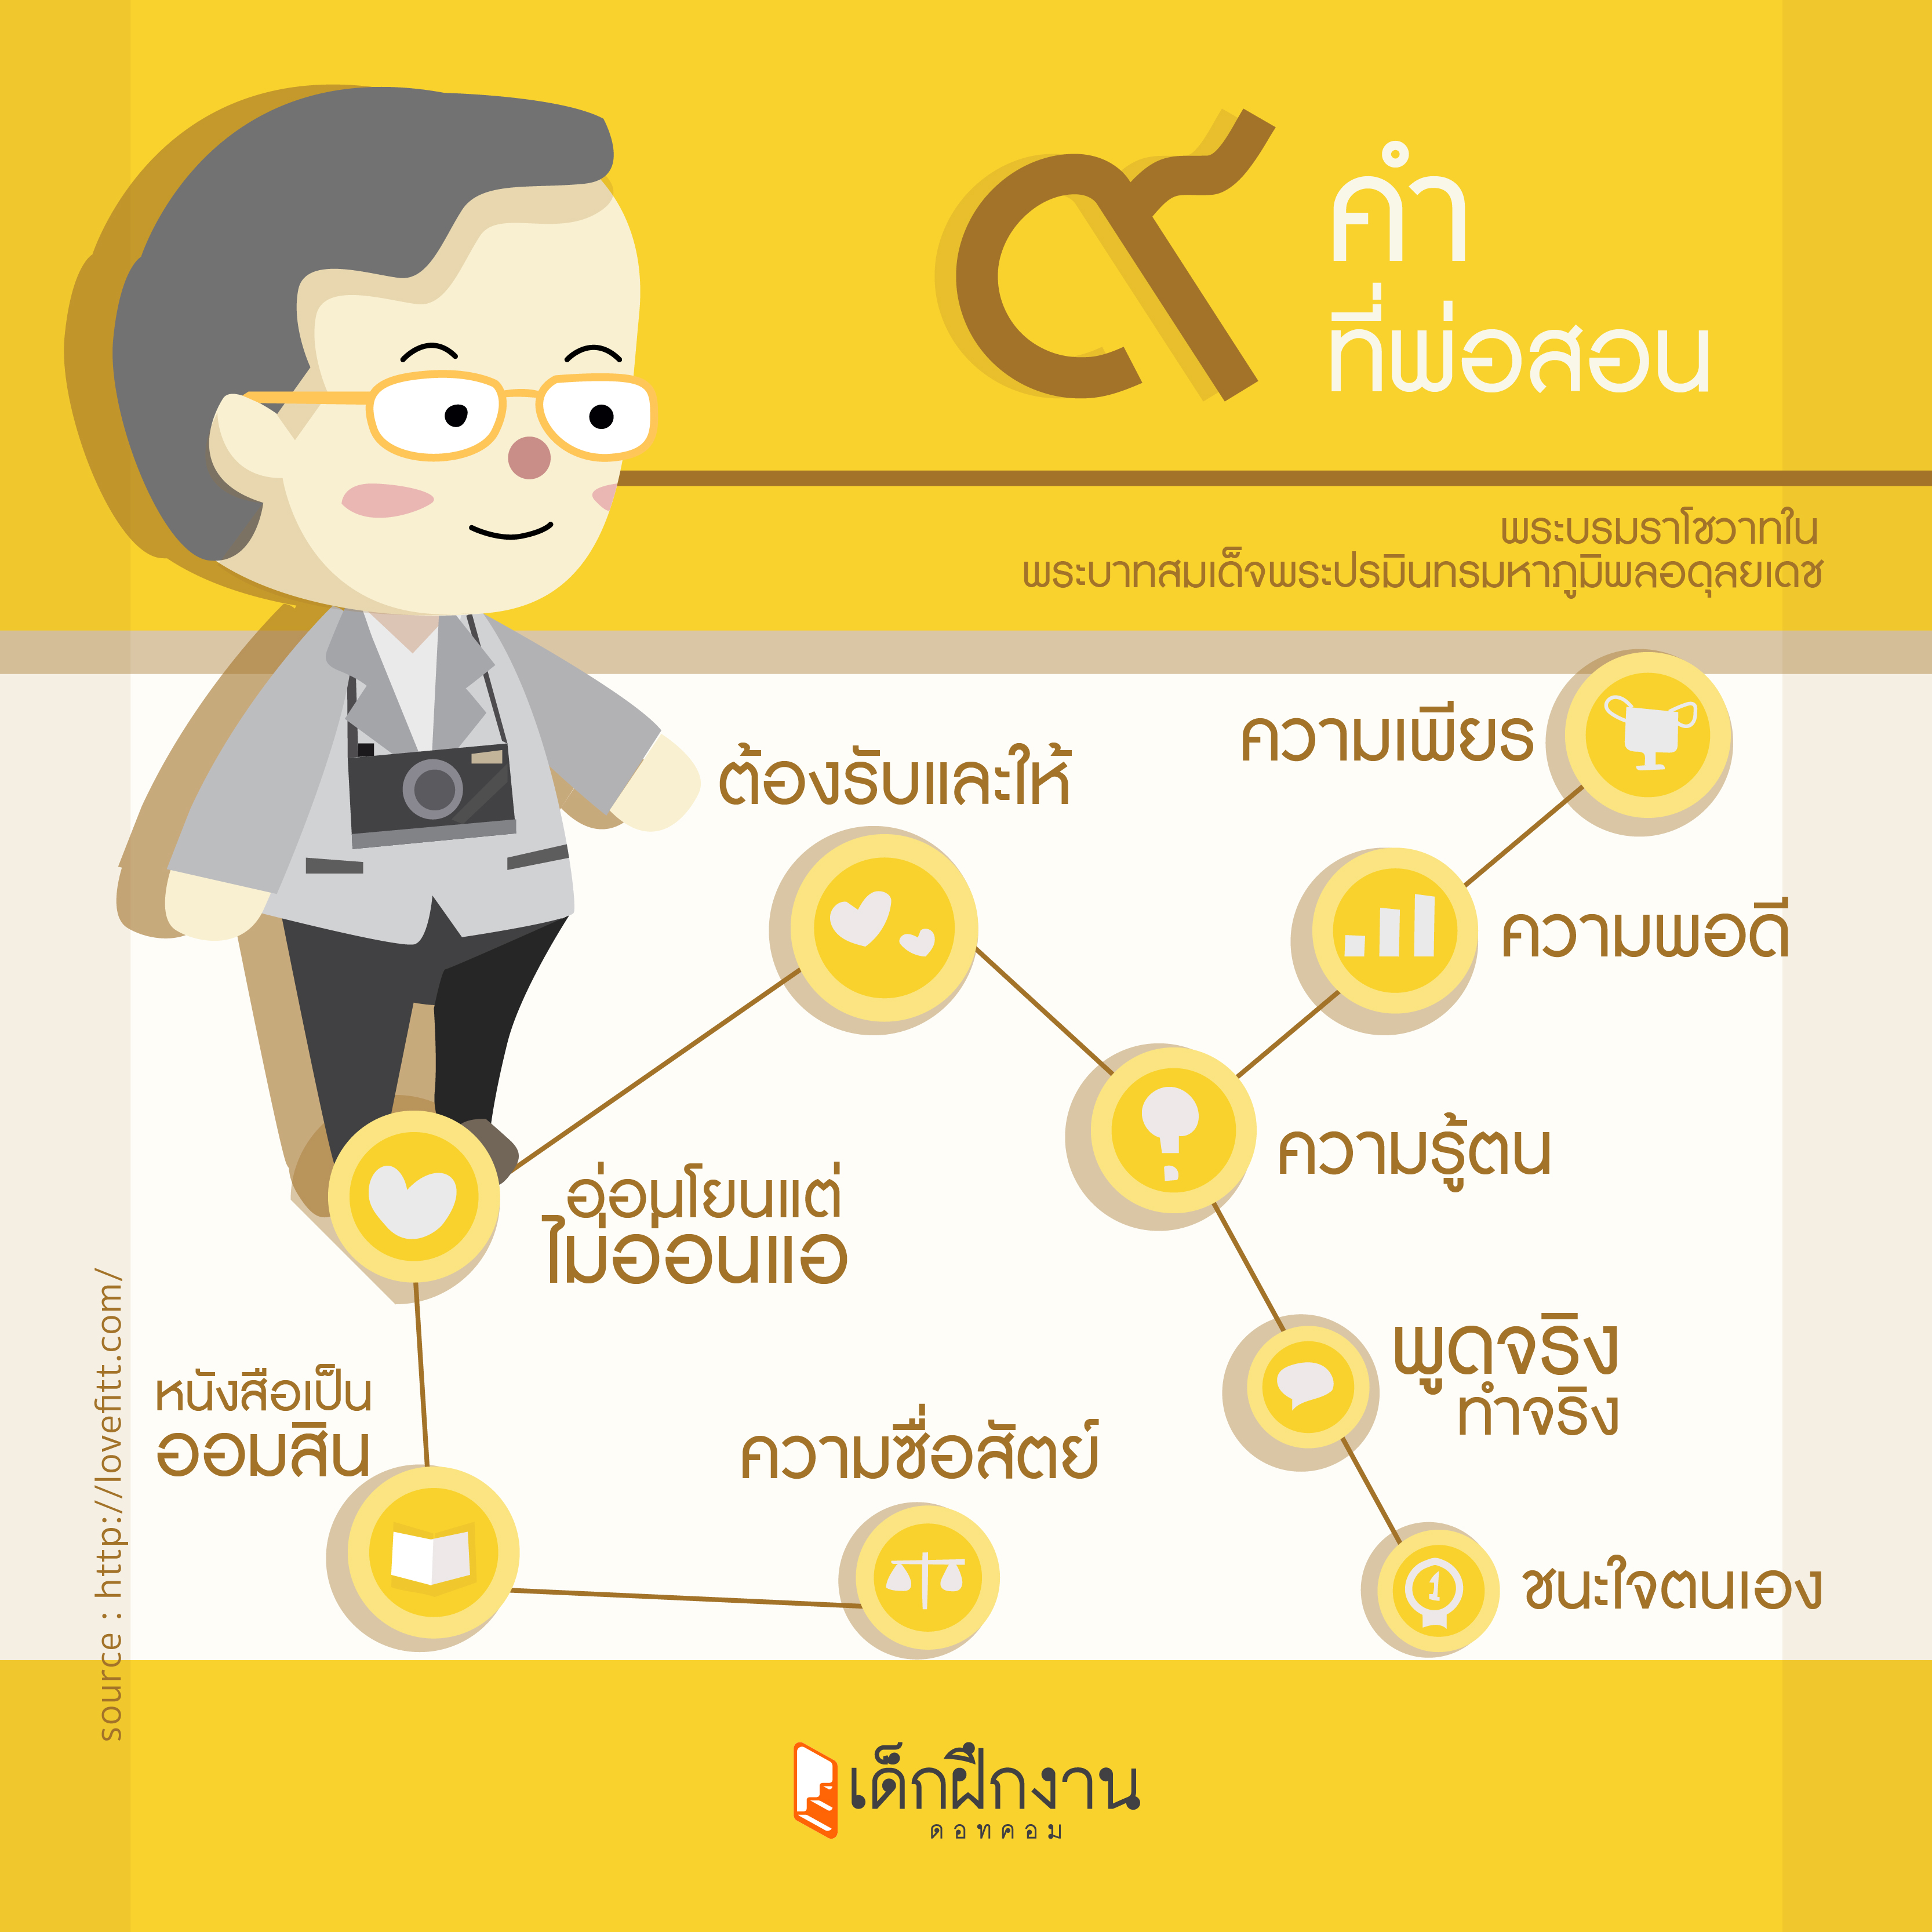 ๙
คำ
ที่พ่อสอน
พระบรมราโชวาทใน
พระบาทสมเด็จพระปรมินทรมหาภูมิพลอดุลยเดช
ความเพียร
ต้องรับและให้
ความพอดี
ความรู้ตน
อ่อนโยนแต่
ไม่อ่อนแอ
พูดจริง
ทำจริง
หนังสือเป็น
ออมสิน
ความซื่อสัตย์
ชนะใจตนเอง
source : http://lovefitt.com/
เด็กฝึกงาน
ดอทคอม